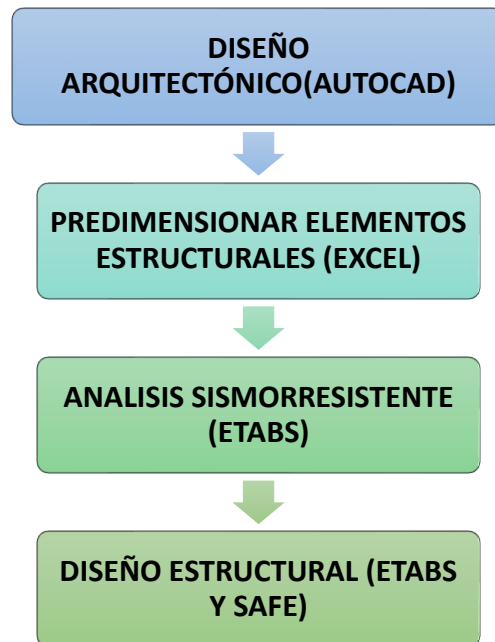 DISEÑO
ARQUITECTÓNICO(AUTOCAD)
PREDIMENSIONAR ELEMENTOS
ESTRUCTURALES (EXCEL)
ANALISIS SISMORRESISTENTE
(ETABS)
DISEÑO ESTRUCTURAL (ETABS
Y SAFE)